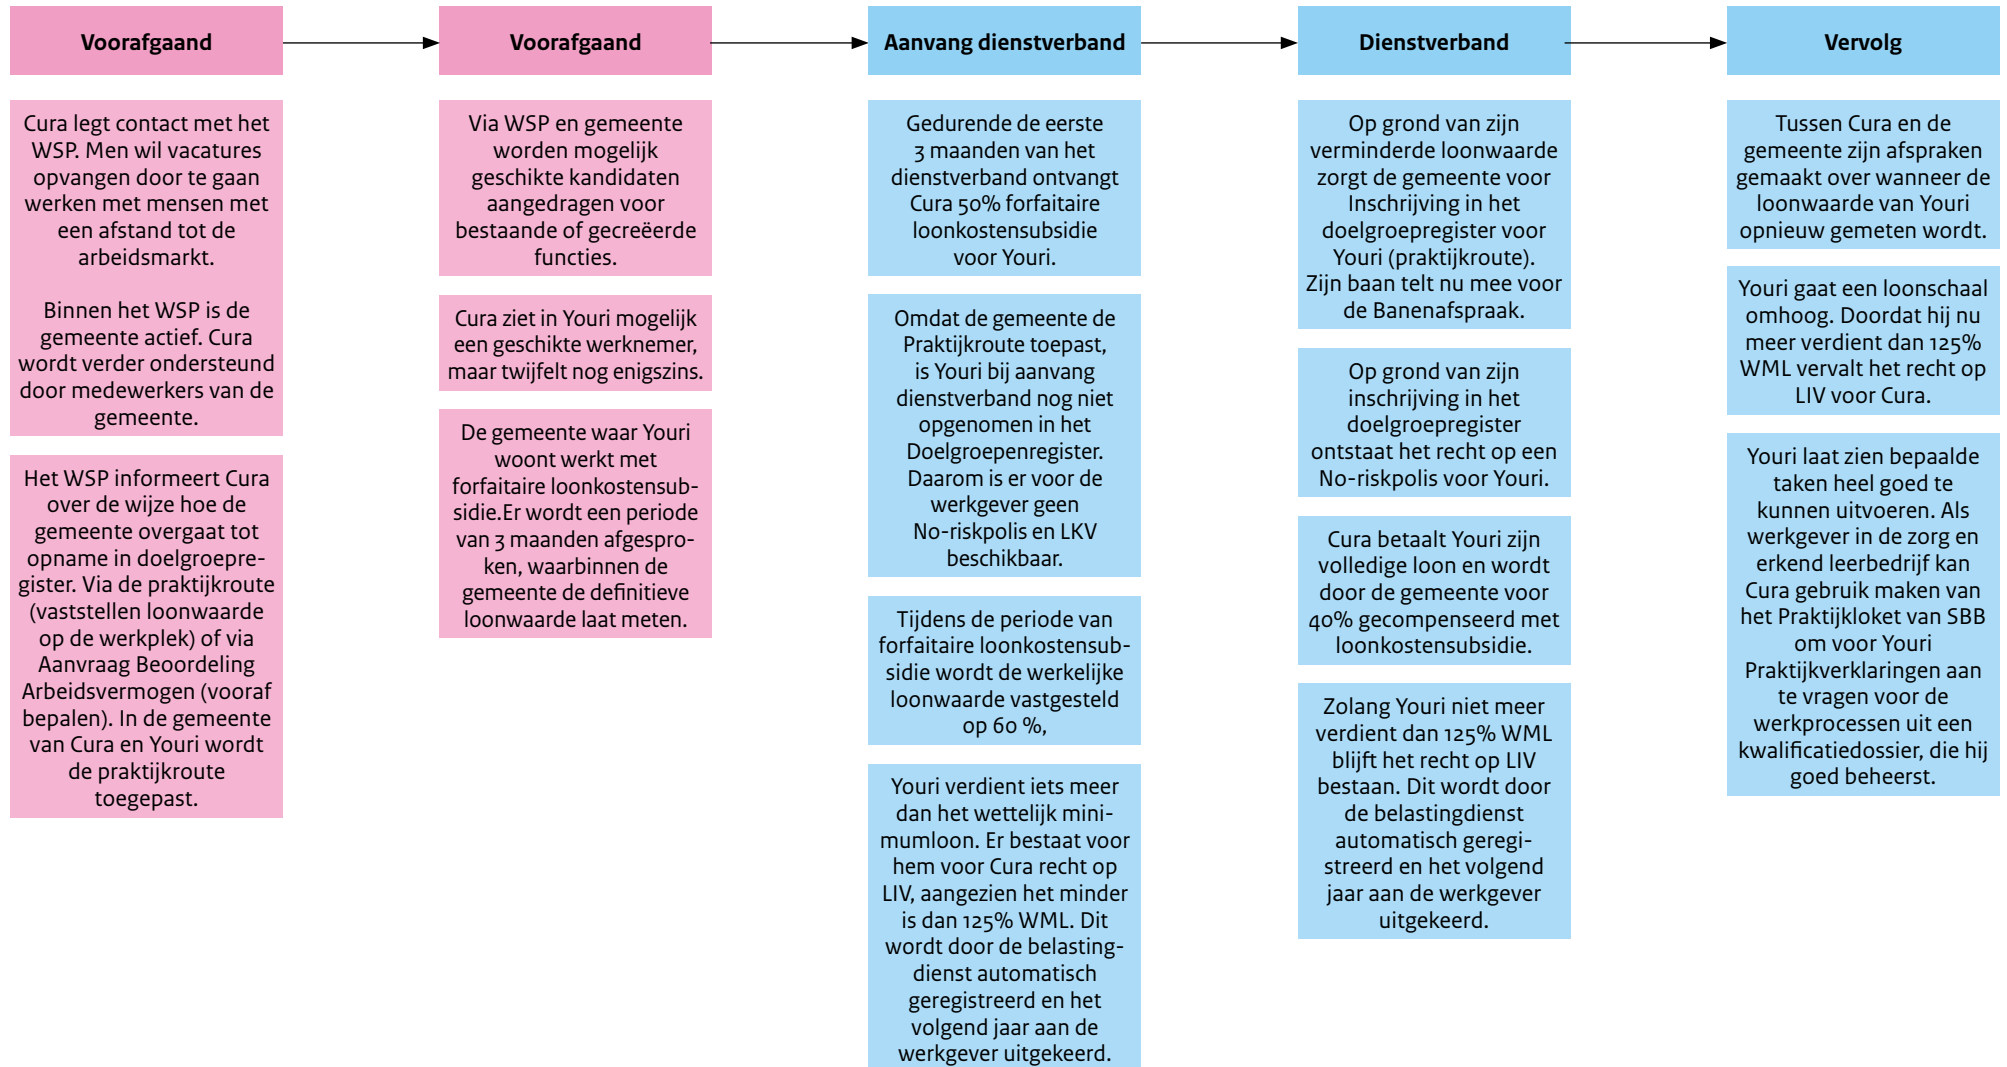 Voorafgaand
Cura legt contact met het
WSP. Men wil vacatures
opvangen door te gaan
werken met mensen met
een afstand tot de
arbeidsmarkt.
Binnen het WSP is de
gemeente actief. Cura
wordt verder ondersteund
door medewerkers van de
gemeente.
Het WSP informeert Cura
over de wijze hoe de
gemeente overgaat tot
opname in doelgroepre-
gister. Via de praktijkroute
(vaststellen loonwaarde
op de werkplek) of via
Aanvraag Beoordeling
Arbeidsvermogen (vooraf
bepalen). In de gemeente
van Cura en Youri wordt
de praktijkroute
toegepast.
Voorafgaand
Via WSP en gemeente
worden mogelijk
geschikte kandidaten
aangedragen voor
bestaande of gecreëerde
functies.
Cura ziet in Youri mogelijk
een geschikte werknemer,
maar twijfelt nog enigszins.
De gemeente waar Youri
woont werkt met
forfaitaire loonkostensub-
sidie.Er wordt een periode
van 3 maanden afgespro-
ken, waarbinnen de
gemeente de definitieve
loonwaarde laat meten.
Aanvang dienstverband
Gedurende de eerste
3 maanden van het
dienstverband ontvangt
Cura 50% forfaitaire
loonkostensubsidie
voor Youri.
Omdat de gemeente de
Praktijkroute toepast,
is Youri bij aanvang
dienstverband nog niet
opgenomen in het
Doelgroepenregister.
Daarom is er voor de
werkgever geen
No-riskpolis en LKV
beschikbaar.
Tijdens de periode van
forfaitaire loonkostensub-
sidie wordt de werkelijke
loonwaarde vastgesteld
op 60 %,
Youri verdient iets meer
dan het wettelijk mini-
mumloon. Er bestaat voor
hem voor Cura recht op
LIV, aangezien het minder
is dan 125% WML. Dit
wordt door de belasting-
dienst automatisch
geregistreerd en het
volgend jaar aan de
werkgever uitgekeerd.
Dienstverband
Op grond van zijn
verminderde loonwaarde
zorgt de gemeente voor
Inschrijving in het
doelgroepregister voor
Youri (praktijkroute).
Zijn baan telt nu mee voor
de Banenafspraak.
Op grond van zijn
inschrijving in het
doelgroepregister
ontstaat het recht op een
No-riskpolis voor Youri.
Cura betaalt Youri zijn
volledige loon en wordt
door de gemeente voor
40% gecompenseerd met
loonkostensubsidie.
Zolang Youri niet meer
verdient dan 125% WML
blijft het recht op LIV
bestaan. Dit wordt door
de belastingdienst
automatisch geregi-
streerd en het volgend
jaar aan de werkgever
uitgekeerd.
Vervolg
Tussen Cura en de
gemeente zijn afspraken
gemaakt over wanneer de
loonwaarde van Youri
opnieuw gemeten wordt.
Youri gaat een loonschaal
omhoog. Doordat hij nu
meer verdient dan 125%
WML vervalt het recht op
LIV voor Cura.
Youri laat zien bepaalde
taken heel goed te
kunnen uitvoeren. Als
werkgever in de zorg en
erkend leerbedrijf kan
Cura gebruik maken van
het Praktijkloket van SBB
om voor Youri
Praktijkverklaringen aan
te vragen voor de
werkprocessen uit een
kwalificatiedossier, die hij
goed beheerst.